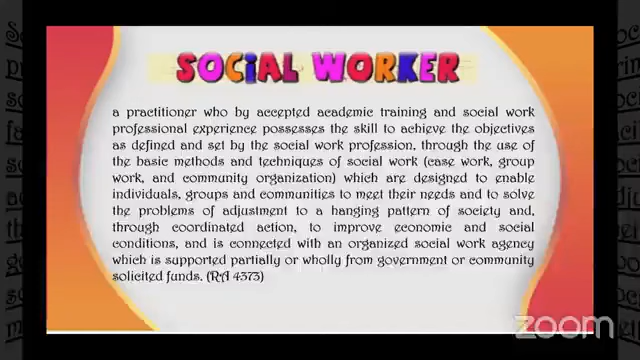 SOCIAL WORKER
a practitioner who by accepted academic training and social work
professional experience possesses the skill to achieve the objectives
as defined and set by the social work profession, through the use of
the basic methods and techniques of social work (case work, group
work, and community organization) which are designed to enable
individuals, groups and communities to meet their needs and to solve
the problems of adjustment to a hanging pattern of society and,
through coordinated action, to improve economic and social
conditions, and is connected with an organized social work agency
which is supported partially or wholly from government or community
solicited funds. (RA 4373)
zoom